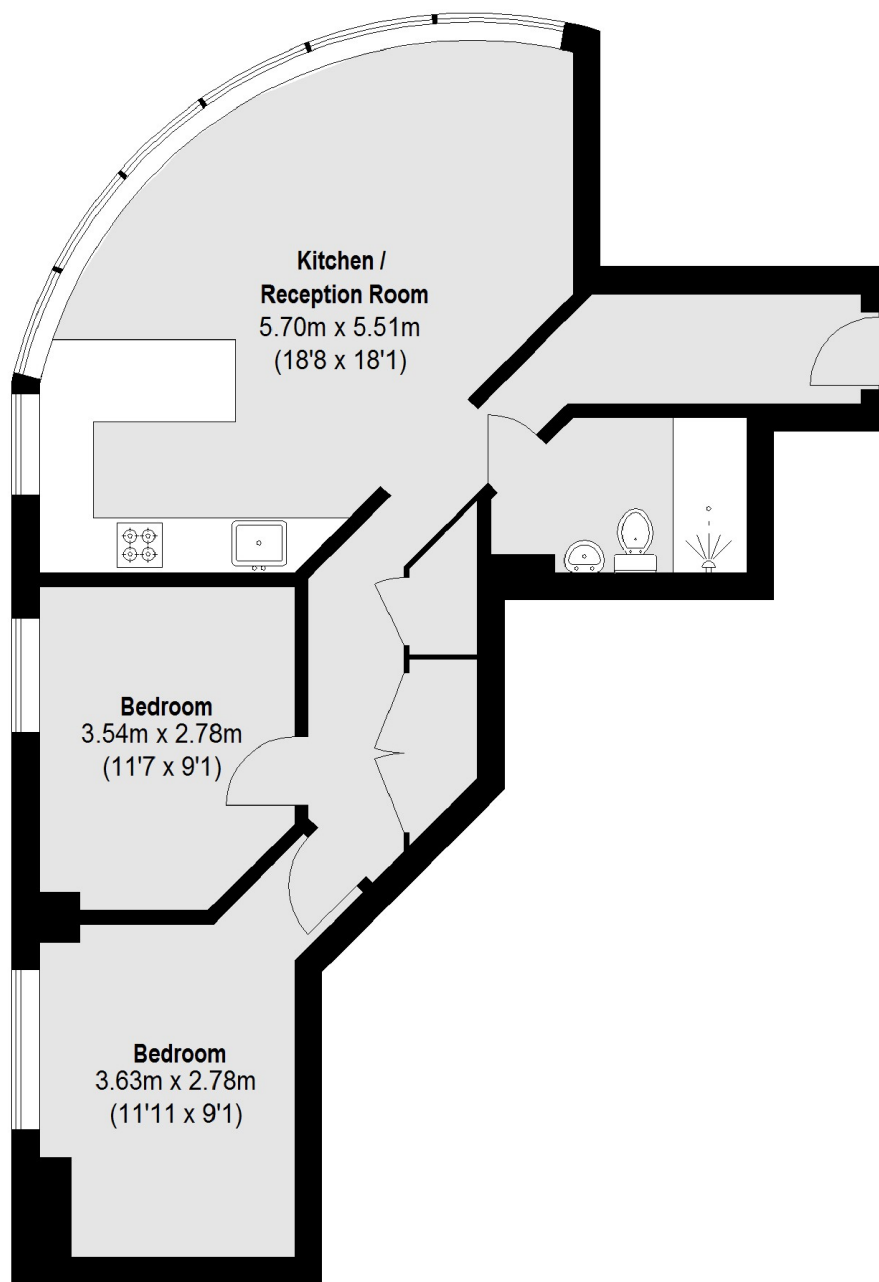 Kitchen /
Reception Room
5.70m x 5.51m
(18'8 x 18'1)
Bedroom
3.54m x 2.78m
(11'7 x 9'1)
Bedroom
3.63m x 2.78m
(11'11 x 9'1)